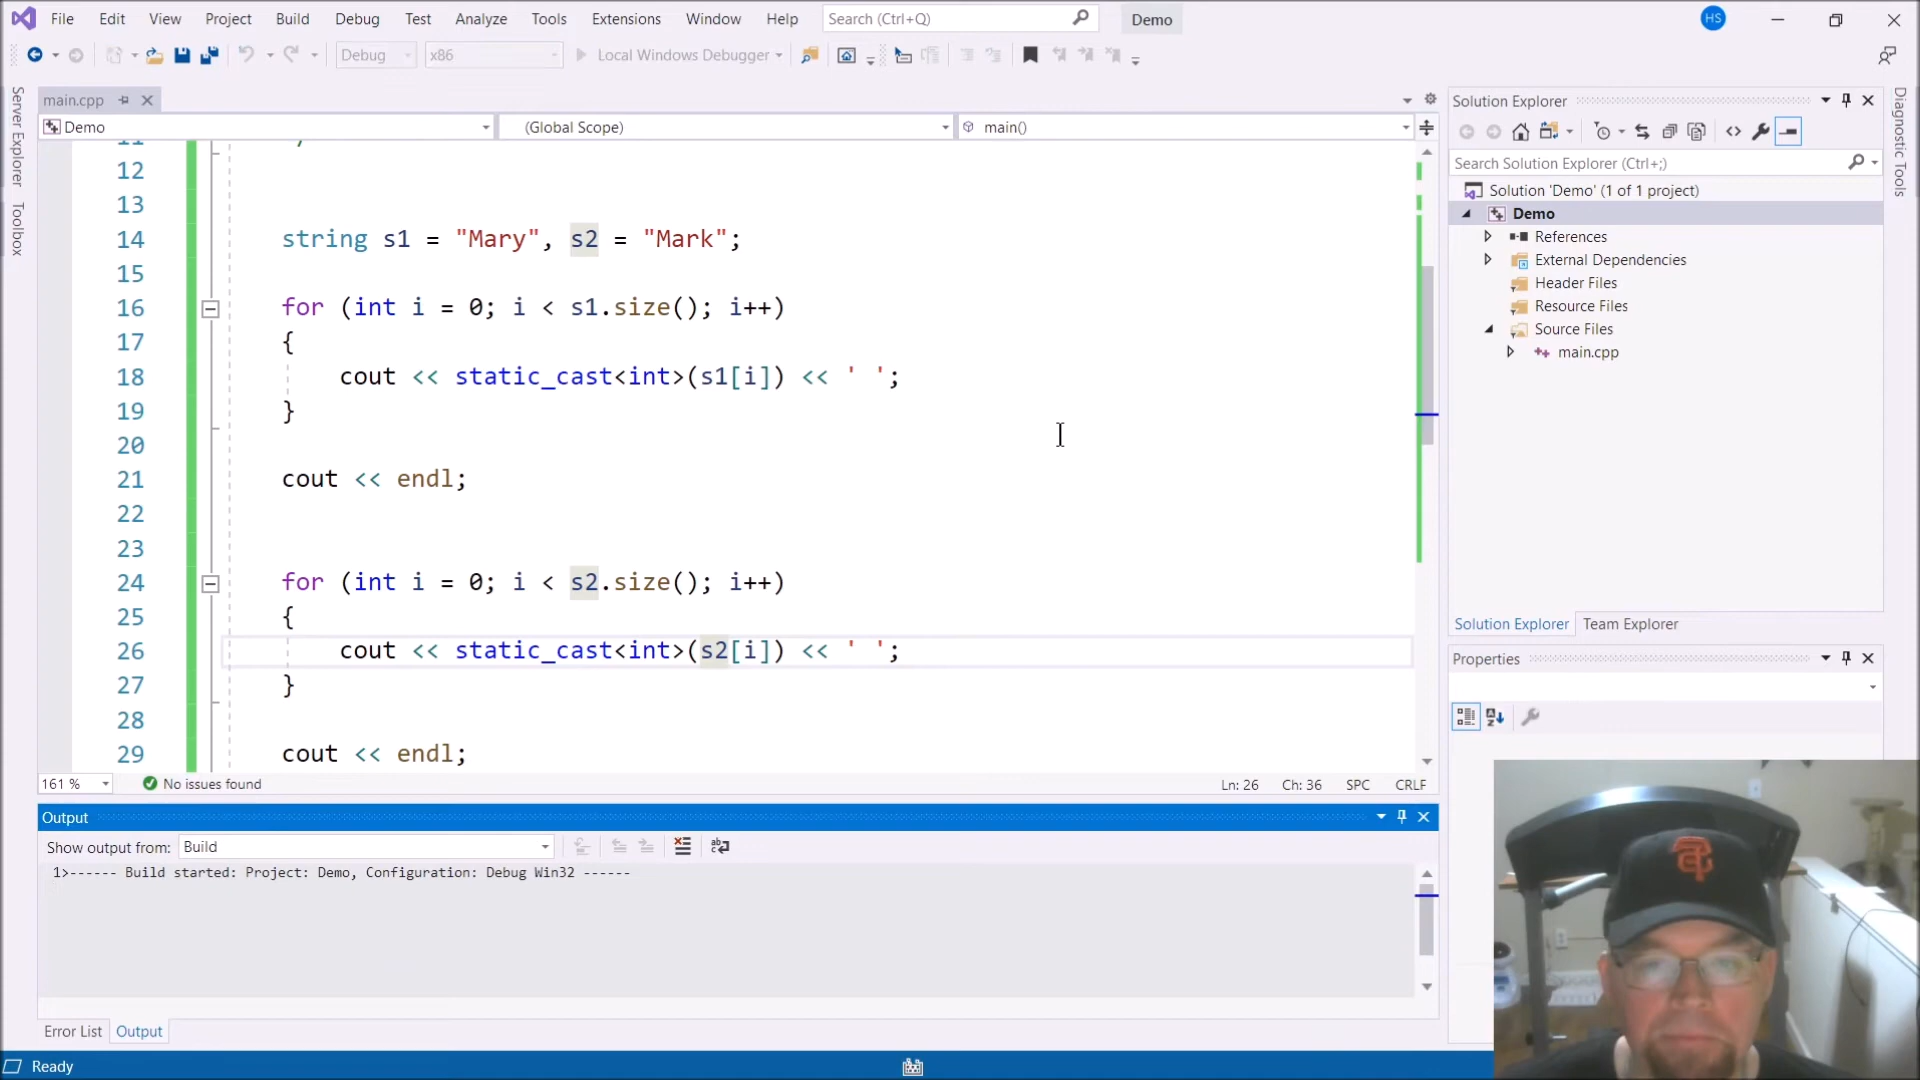 File Edit View Project Build Debug Test Analyze Tools Extensions Window Help Search (Ctrl+Q) Demo HS
Debug x86 Local Windows Debugger
main.cpp
Demo (Global Scope) main()
Server Explorer
Toolbox
12
13
14 string s1 = "Mary", s2 = "Mark";
15
16 for (int i = 0; i < s1.size(); i++)
17 {
18 cout << static_cast<int>(s1[i]) << ' ';
19 }
20
21 cout << endl;
22
23
24 for (int i = 0; i < s2.size(); i++)
25 {
26 cout << static_cast<int>(s2[i]) << ' ';
27 }
28
29 cout << endl;
161 % No issues found Ln: 26 Ch: 36 SPC CRLF
Output
Show output from: Build
1>------ Build started: Project: Demo, Configuration: Debug Win32 ------
Error List Output
Ready
Solution Explorer
Search Solution Explorer (Ctrl+;)
Solution 'Demo' (1 of 1 project)
Demo
References
External Dependencies
Header Files
Resource Files
Source Files
main.cpp
Solution Explorer Team Explorer
Properties
Diagnostic Tools